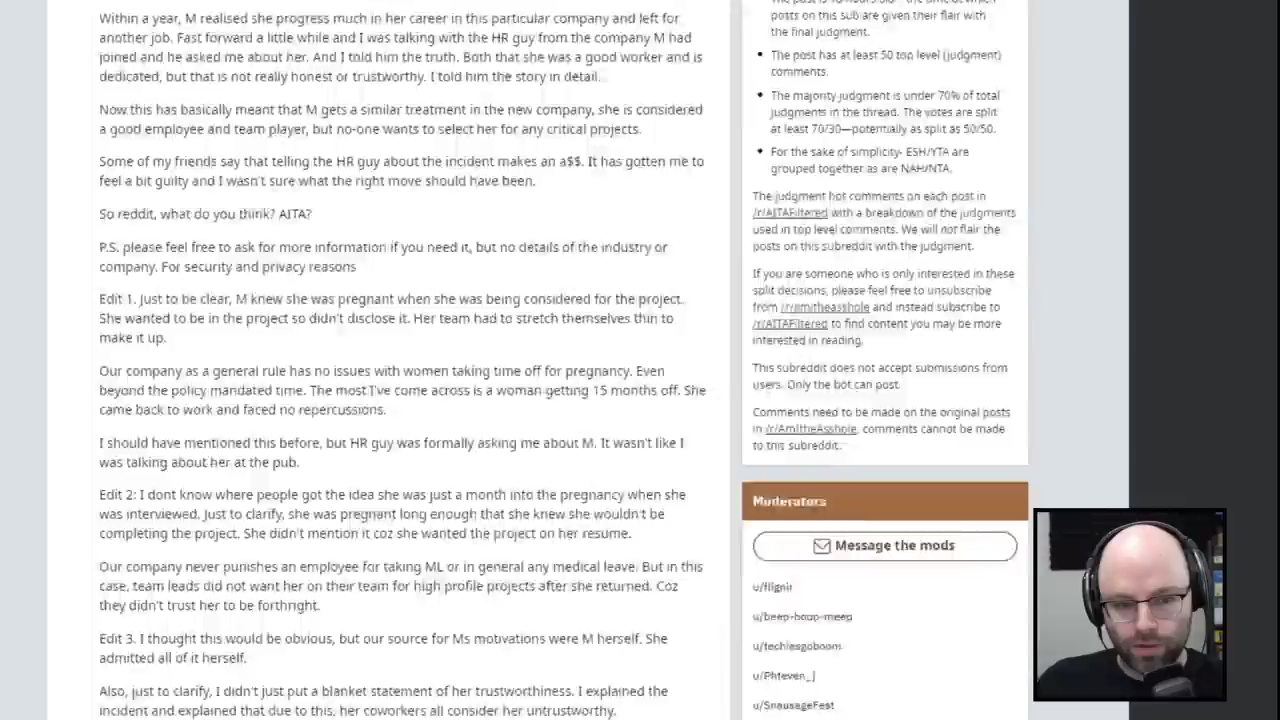 Within a year, M realised she progress much in her career in this particular company and left for
another job. Fast forward a little while and I was talking with the HR guy from the company M had
joined and he asked me about her. And I told him the truth. Both that she was a good worker and is
dedicated, but that is not really honest or trustworthy. I told him the story in detail.
Now this has basically meant that M gets a similar treatment in the new company, she is considered
a good employee and team player, but no-one wants to select her for any critical projects.
Some of my friends say that telling the HR guy about the incident makes an a$$. It has gotten me to
feel a bit guilty and I wasn't sure what the right move should have been.
So reddit, what do you think? AITA?
P.S. please feel free to ask for more information if you need it, but no details of the industry or
company. For security and privacy reasons
Edit 1. Just to be clear, M knew she was pregnant when she was being considered for the project.
She wanted to be in the project so didn't disclose it. Her team had to stretch themselves thin to
make it up.
Our company as a general rule has no issues with women taking time off for pregnancy. Even
beyond the policy mandated time. The most I've come across is a woman getting 15 months off. She
came back to work and faced no repercussions.
I should have mentioned this before, but HR guy was formally asking me about M. It wasn't like I
was talking about her at the pub.
Edit 2: I dont know where people got the idea she was just a month into the pregnancy when she
was interviewed. Just to clarify, she was pregnant long enough that she knew she wouldn't be
completing the project. She didn't mention it coz she wanted the project on her resume.
Our company never punishes an employee for taking ML or in general any medical leave. But in this
case, team leads did not want her on their team for high profile projects after she returned. Coz
they didn't trust her to be forthright.
Edit 3. I thought this would be obvious, but our source for Ms motivations were M herself. She
admitted all of it herself.
Also, just to clarify, I didn't just put a blanket statement of her trustworthiness. I explained the
incident and explained that due to this, her coworkers all consider her untrustworthy.
posts on this sub are given their flair with
the final judgment.
The post has at least 50 top level (judgment)
comments.
The majority judgment is under 70% of total
judgments in the thread. The votes are split
at least 70/30—potentially as split as 50/50.
For the sake of simplicity- ESH/YTA are
grouped together as are NAH/NTA.
The judgment bot comments on each post in
/r/AITAFiltered with a breakdown of the judgments
used in top level comments. We will not flair the
posts on this subreddit with the judgment.
If you are someone who is only interested in these
split decisions, please feel free to unsubscribe
from /r/amitheasshole and instead subscribe to
/r/AITAFiltered to find content you may be more
interested in reading.
This subreddit does not accept submissions from
users. Only the bot can post.
Comments need to be made on the original posts
in /r/AmItheAsshole, comments cannot be made
to this subreddit.
Moderators
Message the mods
u/flignir
u/beep-boop-meep
u/techiesgoboom
u/Phteven_J
u/SnausageFest